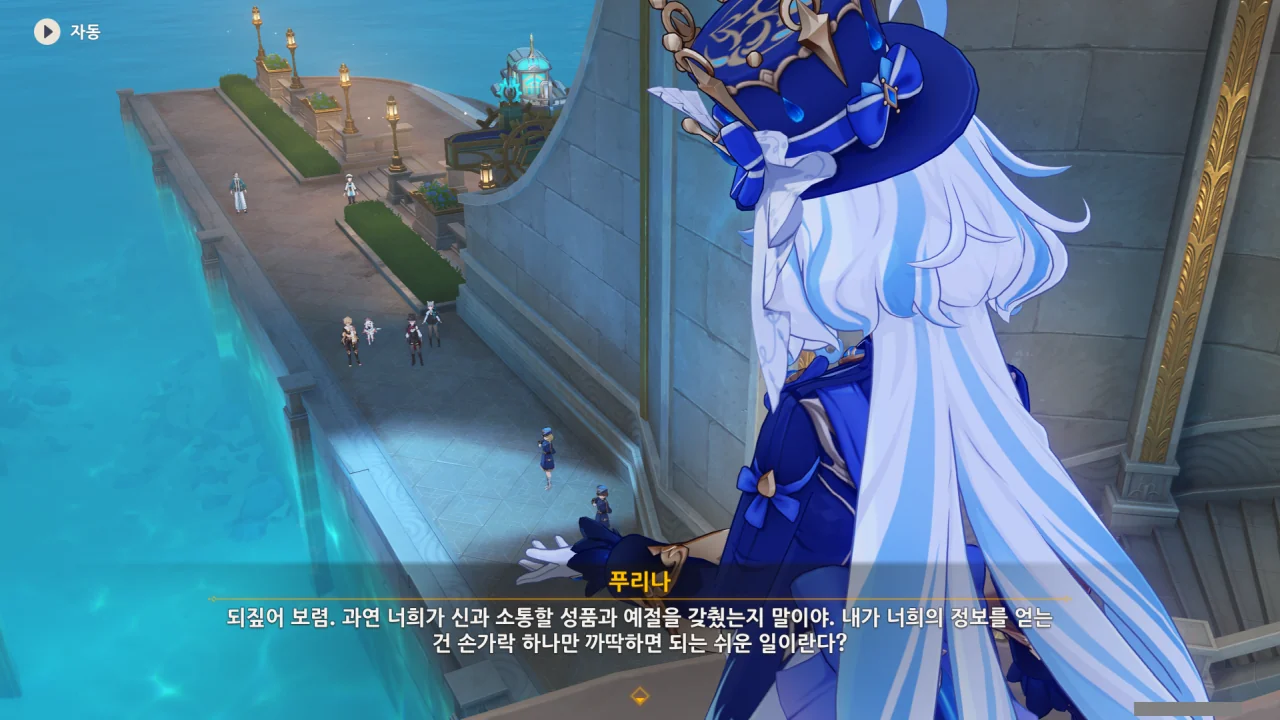 자동
푸리나
되짚어 보렴. 과연 너희가 신과 소통할 성품과 예절을 갖췄는지 말이야. 내가 너희의 정보를 얻는
건 손가락 하나만 까딱하면 되는 쉬운 일이란다?